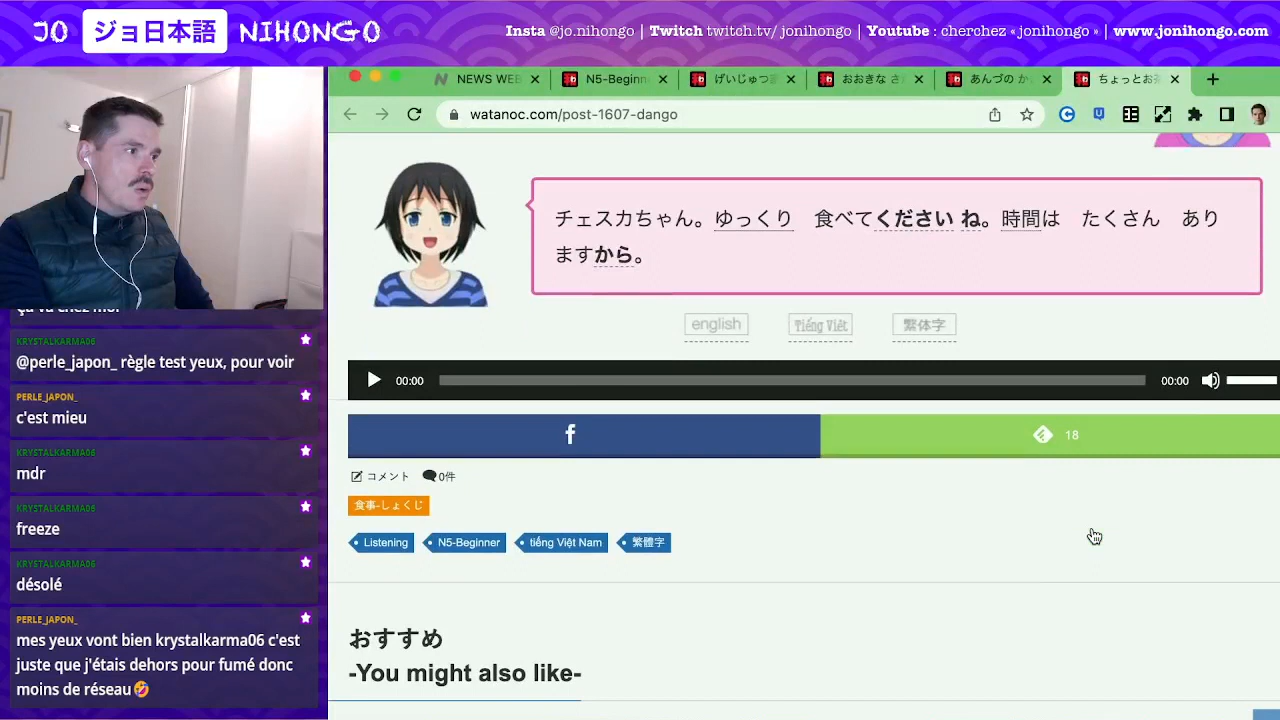 JO ジョ日本語 NIHONGO
Insta @jo.nihongo | Twitch twitch.tv/ jonihongo | Youtube : cherchez « jonihongo » | www.jonihongo.com
NEWS WEB
N5-Beginn
げいじゅつ
おおきな さ
あんづの か
ちょっとお
watanoc.com/post-1607-dango
チェスカちゃん。ゆっくり 食べてください ね。時間は たくさん あり
ますから。
english
Tiếng Việt
繁体字
00:00
00:00
18
コメント 0件
食事-しょくじ
Listening
N5-Beginner
tiếng Việt Nam
繁體字
おすすめ
-You might also like-
KRYSTALKARMA06
@perle_japon_ règle test yeux, pour voir
PERLE_JAPON_
c'est mieu
KRYSTALKARMA06
mdr
KRYSTALKARMA06
freeze
KRYSTALKARMA06
désolé
PERLE_JAPON_
mes yeux vont bien krystalkarma06 c'est
juste que j'étais dehors pour fumé donc
moins de réseau🤣